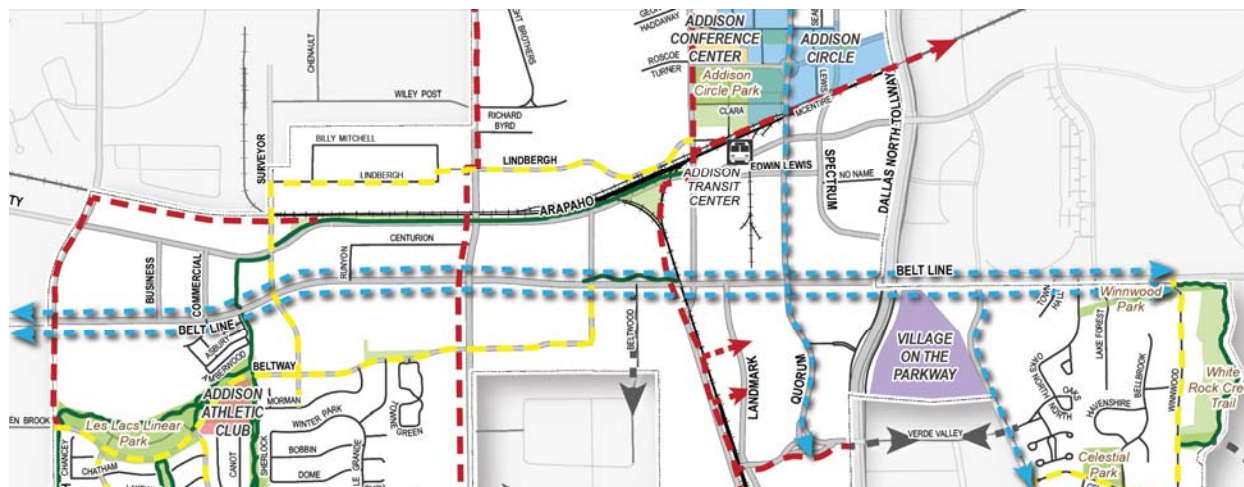 HADDAWAY
ADDISON
CONFERENCE
CENTER
ADDISON
CIRCLE
CHENAULT
ROSCOE
TURNER
Addison
Circle Park
LEWIS
WILEY POST
RICHARD
BYRD
CLARA
MCENTIRE
DALLAS NORTH TOLLWAY
BILLY MITCHELL
SURVEYOR
LINDBERGH
LINDBERGH
EDWIN LEWIS
SPECTRUM
NO NAME
ADDISON
TRANSIT
CENTER
ARAPAHO
CENTURION
RUNYON
BUSINESS
COMMERCIAL
BELT LINE
BELT LINE
Winnwood
Park
ASBURY
BELTWAY
BELTWOOD
LANDMARK
QUORUM
VILLAGE
ON THE
PARKWAY
LAKE FOREST
BELLBROOK
OAKS NORTH
OAKS
NORTH
HAVENSHIRE
WINNWOOD
White
Rock Creek
Trail
ADDISON
ATHLETIC
CLUB
MORMAN
WINTER PARK
TOWNE
GREEN
Les Lacs Linear
Park
CHANCEY
CHATHAM
CANOT
SHERLOCK
BOBBIN
DOME
VERDE VALLEY
Celestial
Park